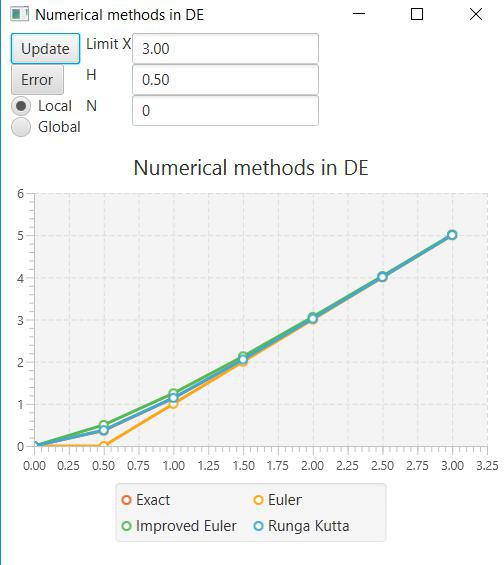 Numerical methods in DE
Update Limit X 3.00
Error H 0.50
Local N 0
Global
Numerical methods in DE
6
5
4
3
2
1
0
0.00 0.25 0.50 0.75 1.00 1.25 1.50 1.75 2.00 2.25 2.50 2.75 3.00 3.25
Exact Euler
Improved Euler Runga Kutta